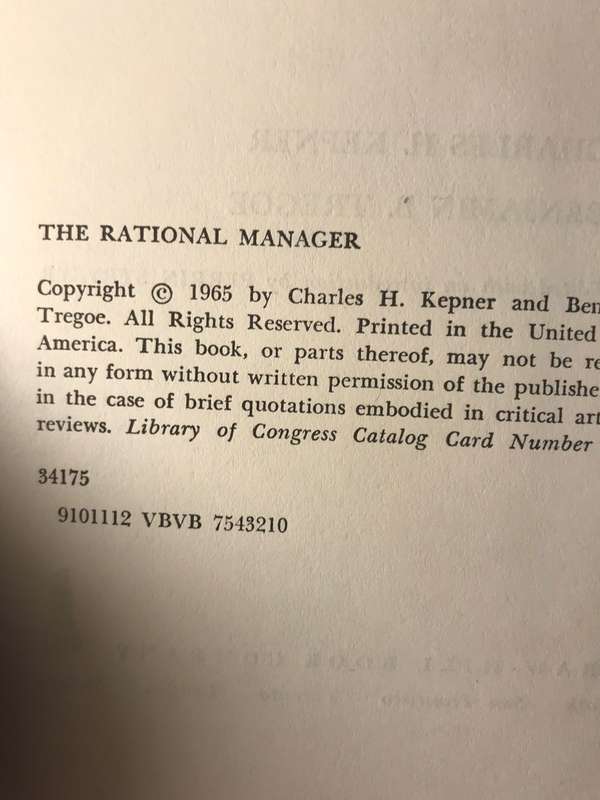 THE RATIONAL MANAGER
Copyright © 1965 by Charles H. Kepner and Ben
Tregoe. All Rights Reserved. Printed in the United
America. This book, or parts thereof, may not be re
in any form without written permission of the publishe
in the case of brief quotations embodied in critical art
reviews. Library of Congress Catalog Card Number
34175
9101112 VBVB 7543210